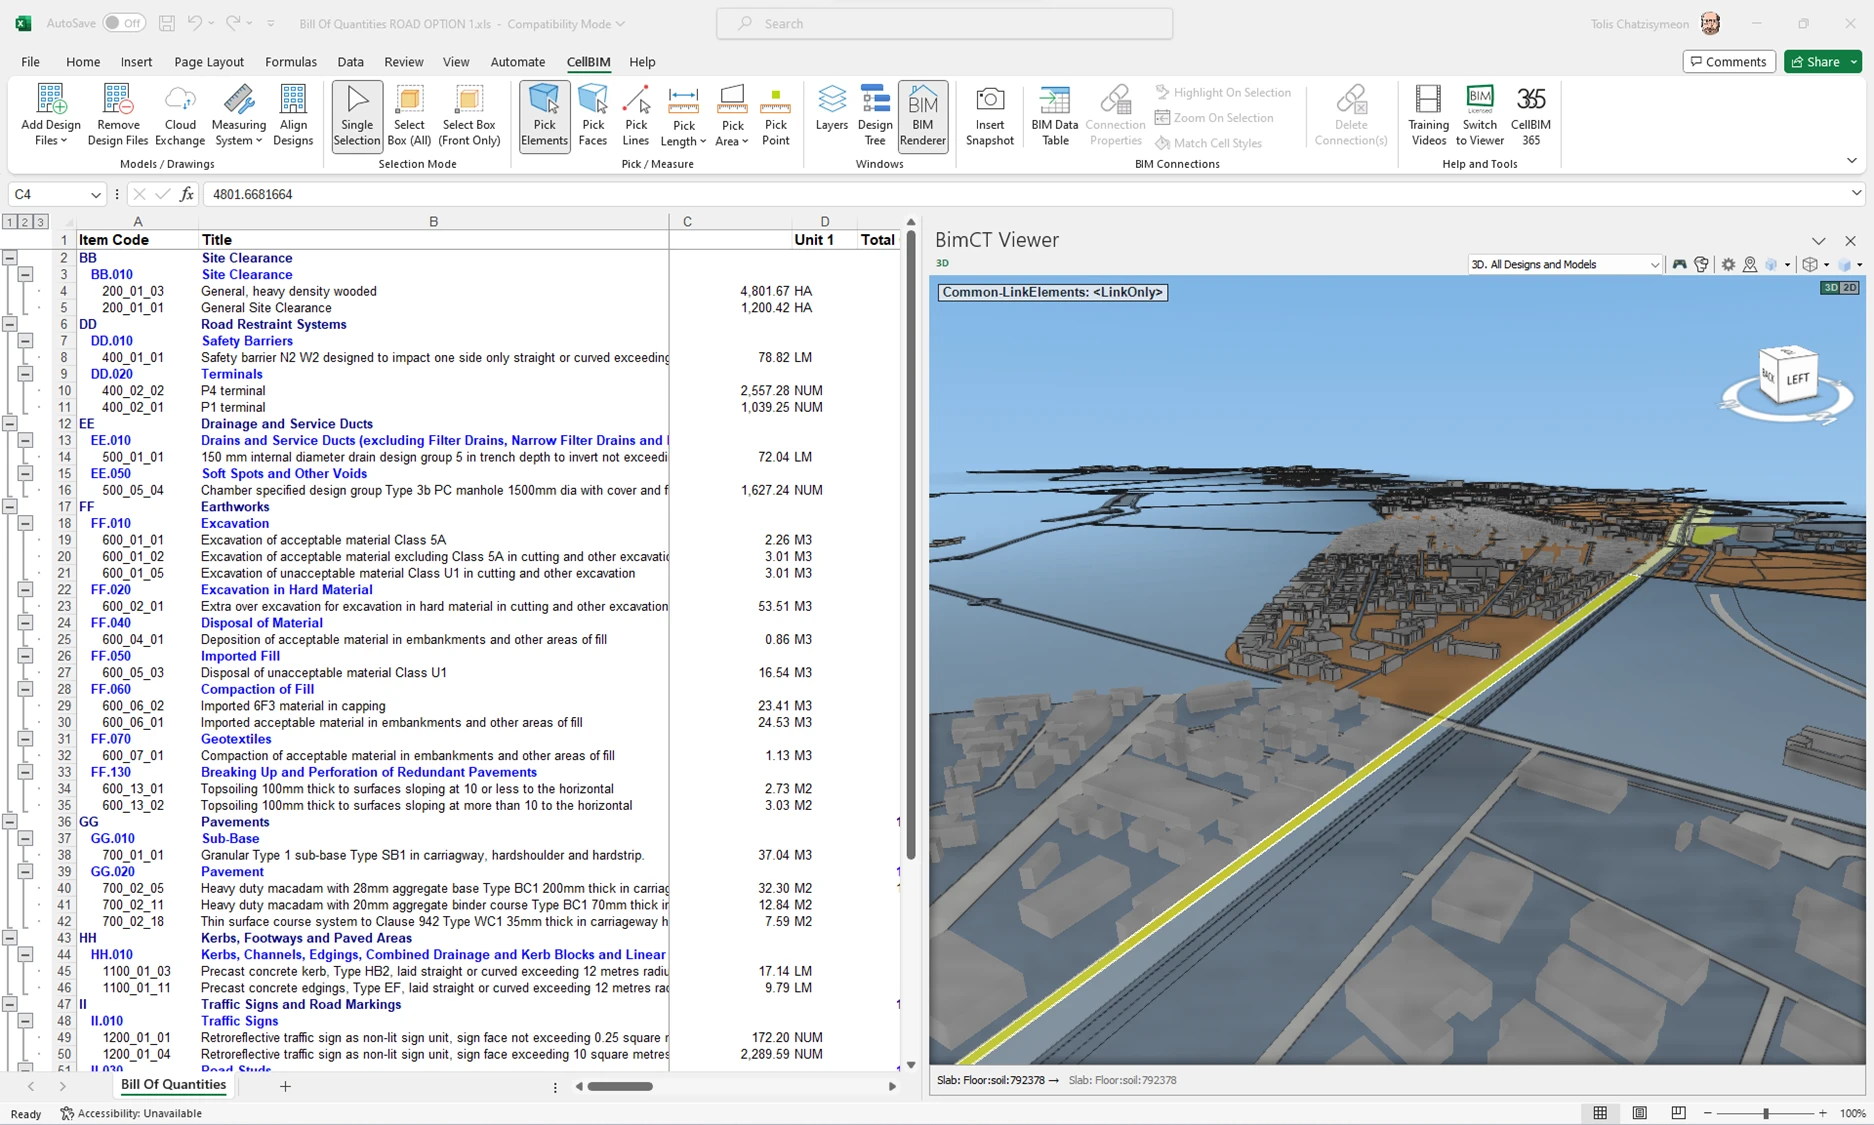 AutoSave Off Bill Of Quantities ROAD OPTION 1.xls - Compatibility Mode Search Tolis Chatzisymeon
File Home Insert Page Layout Formulas Data Review View Automate CellBIM Help Comments Share
Add Design Files
Remove Design Files
Cloud Exchange
Measuring System
Align Designs
Single Selection
Select Box (All)
Select Box (Front Only)
Pick Elements
Pick Faces
Pick Lines
Pick Length
Pick Area
Pick Point
Layers
Design Tree
BIM Renderer
Insert Snapshot
BIM Data Table
Connection Properties
Highlight On Selection
Zoom On Selection
Match Cell Styles
Delete Connection(s)
Training Videos
BIM Licensed
Switch to Viewer
365
CellBIM 365
Models / Drawings Selection Mode Pick / Measure Windows BIM Connections Help and Tools
C4 fx 4801.6681664
1 2 3 A B C D
1 Item Code Title Unit 1 Total
2 BB Site Clearance
3 BB.010 Site Clearance
4 200_01_03 General, heavy density wooded 4,801.67 HA
5 200_01_01 General Site Clearance 1,200.42 HA
6 DD Road Restraint Systems
7 DD.010 Safety Barriers
8 400_01_01 Safety barrier N2 W2 designed to impact one side only straight or curved exceeding 78.82 LM
9 DD.020 Terminals
10 400_02_02 P4 terminal 2,557.28 NUM
11 400_02_01 P1 terminal 1,039.25 NUM
12 EE Drainage and Service Ducts
13 EE.010 Drains and Service Ducts (excluding Filter Drains, Narrow Filter Drains and
14 500_01_01 150 mm internal diameter drain design group 5 in trench depth to invert not exceedi 72.04 LM
15 EE.050 Soft Spots and Other Voids
16 500_05_04 Chamber specified design group Type 3b PC manhole 1500mm dia with cover and f 1,627.24 NUM
17 FF Earthworks
18 FF.010 Excavation
19 600_01_01 Excavation of acceptable material Class 5A 2.26 M3
20 600_01_02 Excavation of acceptable material excluding Class 5A in cutting and other excavatio 3.01 M3
21 600_01_05 Excavation of unacceptable material Class U1 in cutting and other excavation 3.01 M3
22 FF.020 Excavation in Hard Material
23 600_02_01 Extra over excavation for excavation in hard material in cutting and other excavation 53.51 M3
24 FF.040 Disposal of Material
25 600_04_01 Deposition of acceptable material in embankments and other areas of fill 0.86 M3
26 FF.050 Imported Fill
27 600_05_03 Disposal of unacceptable material Class U1 16.54 M3
28 FF.060 Compaction of Fill
29 600_06_02 Imported 6F3 material in capping 23.41 M3
30 600_06_01 Imported acceptable material in embankments and other areas of fill 24.53 M3
31 FF.070 Geotextiles
32 600_07_01 Compaction of acceptable material in embankments and other areas of fill 1.13 M3
33 FF.130 Breaking Up and Perforation of Redundant Pavements
34 600_13_01 Topsoiling 100mm thick to surfaces sloping at 10 or less to the horizontal 2.73 M2
35 600_13_02 Topsoiling 100mm thick to surfaces sloping at more than 10 to the horizontal 3.03 M2
36 GG Pavements 1
37 GG.010 Sub-Base
38 700_01_01 Granular Type 1 sub-base Type SB1 in carriagway, hardshoulder and hardstrip. 37.04 M3
39 GG.020 Pavement 1
40 700_02_05 Heavy duty macadam with 28mm aggregate base Type BC1 200mm thick in carriag 32.30 M2 1
41 700_02_11 Heavy duty macadam with 20mm aggregate binder course Type BC1 70mm thick in 12.84 M2
42 700_02_18 Thin surface course system to Clause 942 Type WC1 35mm thick in carriageway h 7.59 M2
43 HH Kerbs, Footways and Paved Areas
44 HH.010 Kerbs, Channels, Edgings, Combined Drainage and Kerb Blocks and Linear
45 1100_01_03 Precast concrete kerb, Type HB2, laid straight or curved exceeding 12 metres radiu 17.14 LM
46 1100_01_11 Precast concrete edgings, Type EF, laid straight or curved exceeding 12 metres rad 9.79 LM
47 II Traffic Signs and Road Markings 1
48 II.010 Traffic Signs
49 1200_01_01 Retroreflective traffic sign as non-lit sign unit, sign face not exceeding 0.25 square m 172.20 NUM
50 1200_01_04 Retroreflective traffic sign as non-lit sign unit, sign face exceeding 10 square metres 2,289.59 NUM
51 II.030 Road Studs
BimCT Viewer
3D 3D. All Designs and Models
Common-LinkElements: <LinkOnly> 3D 2D
BACK LEFT
Slab: Floor:soil:792378 → Slab: Floor:soil:792378
Bill Of Quantities
Ready Accessibility: Unavailable 100%